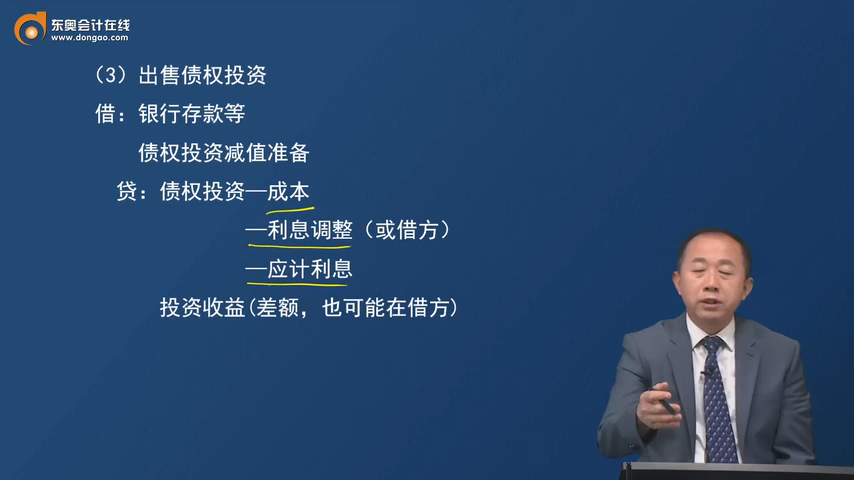 东奥会计在线
www.dongao.com
（3）出售债权投资
借：银行存款等
债权投资减值准备
贷：债权投资—成本
—利息调整（或借方）
—应计利息
投资收益(差额，也可能在借方)